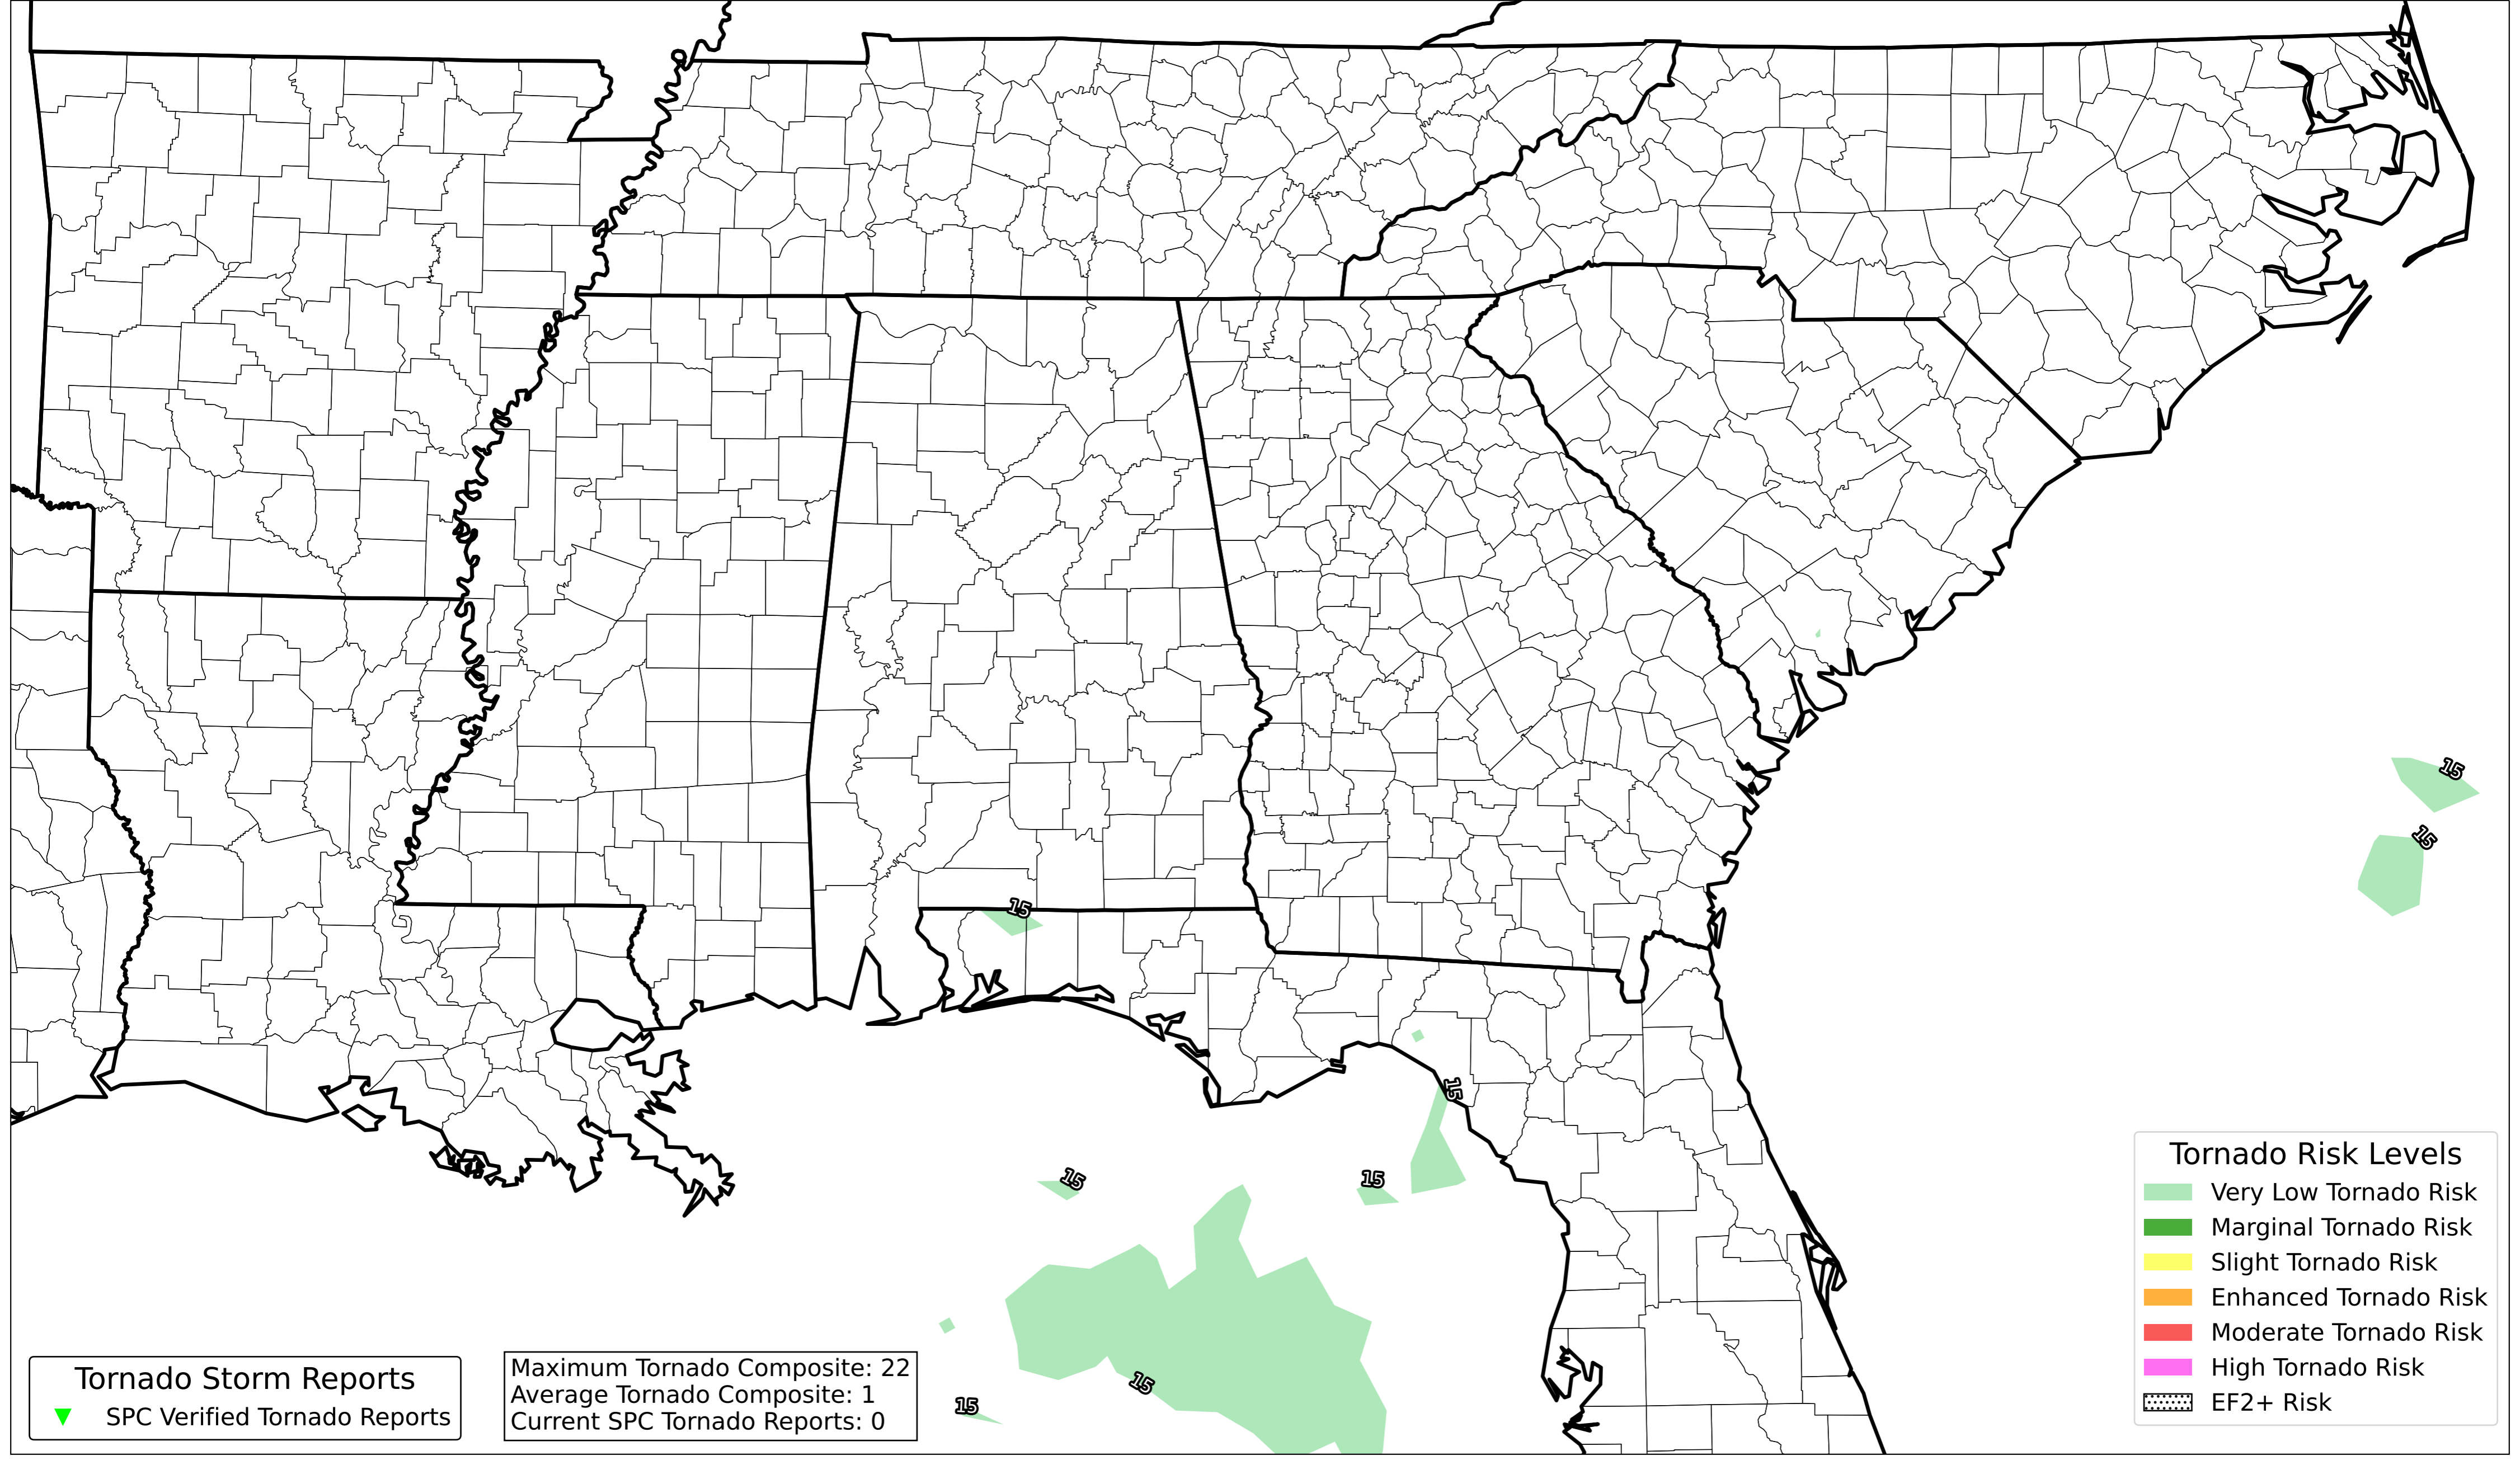 15
15
15
15
15
15
15
15
Tornado Risk Levels
Very Low Tornado Risk
Marginal Tornado Risk
Slight Tornado Risk
Enhanced Tornado Risk
Moderate Tornado Risk
High Tornado Risk
EF2+ Risk
Tornado Storm Reports
SPC Verified Tornado Reports
Maximum Tornado Composite: 22
Average Tornado Composite: 1
Current SPC Tornado Reports: 0